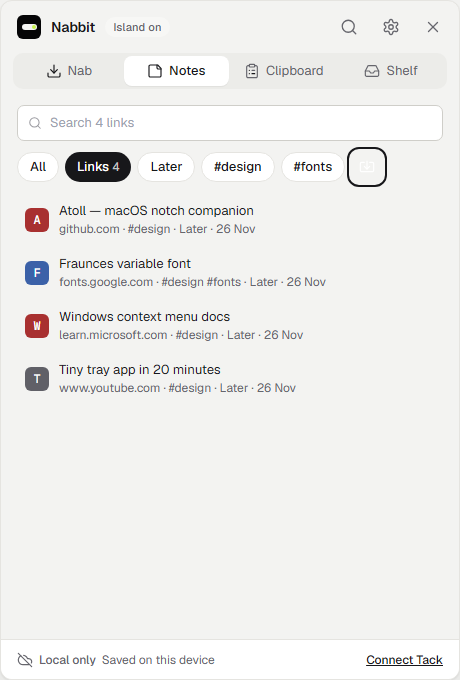 Nabbit Island on
Nab Notes Clipboard Shelf
Search 4 links
All Links 4 Later #design #fonts
A Atoll — macOS notch companion
github.com · #design · Later · 26 Nov
F Fraunces variable font
fonts.google.com · #design #fonts · Later · 26 Nov
W Windows context menu docs
learn.microsoft.com · #design · Later · 26 Nov
T Tiny tray app in 20 minutes
www.youtube.com · #design · Later · 26 Nov
Local only Saved on this device Connect Tack